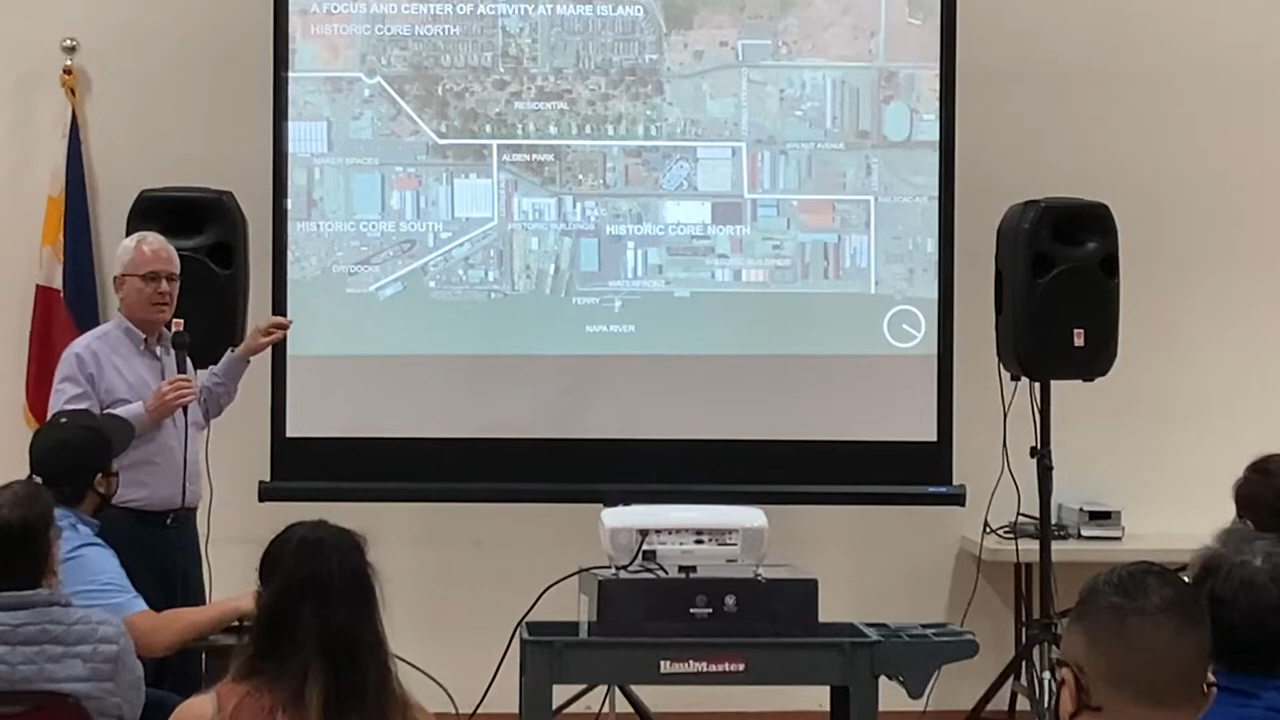 A FOCUS AND CENTER OF ACTIVITY AT MARE ISLAND
HISTORIC CORE NORTH
RESIDENTIAL
WALNUT AVENUE
MAKER SPACES
ALDEN PARK
RAILROAD AVE
HISTORIC CORE SOUTH
HISTORIC BUILDINGS
HISTORIC CORE NORTH
DRYDOCKS
HISTORIC BUILDINGS
WATERFRONT
FERRY
NAPA RIVER
HaulMaster